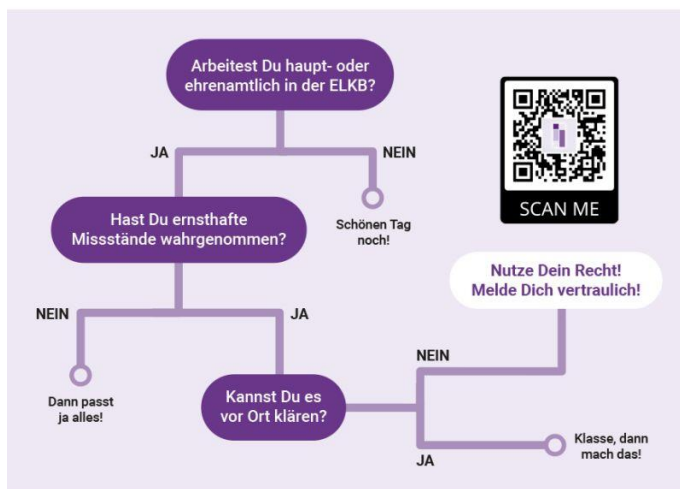 Arbeitest Du haupt- oder
ehrenamtlich in der ELKB?
JA
NEIN
Schönen Tag
noch!
SCAN ME
Hast Du ernsthafte
Missstände wahrgenommen?
NEIN
JA
Dann passt
ja alles!
Kannst Du es
vor Ort klären?
NEIN
Nutze Dein Recht!
Melde Dich vertraulich!
JA
Klasse, dann
mach das!